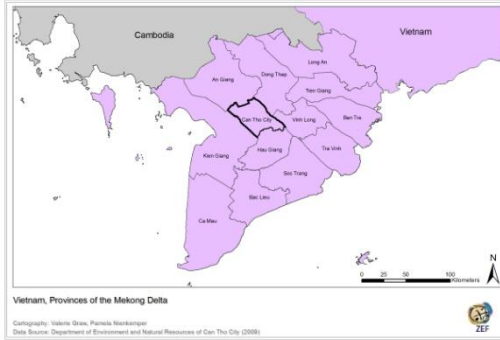 Cambodia
Vietnam
Long An
An Giang
Dong Thap
Tien Giang
Can Tho City
Vinh Long
Ben Tre
Kien Giang
Hau Giang
Tra Vinh
Soc Trang
Bac Lieu
Ca Mau
N
0 25 50 100
Kilometers
Vietnam, Provinces of the Mekong Delta
Cartography: Valerie Graw, Pamela Nienkemper
Data Source: Department of Environment and Natural Resources of Can Tho City (2009)
ZEF